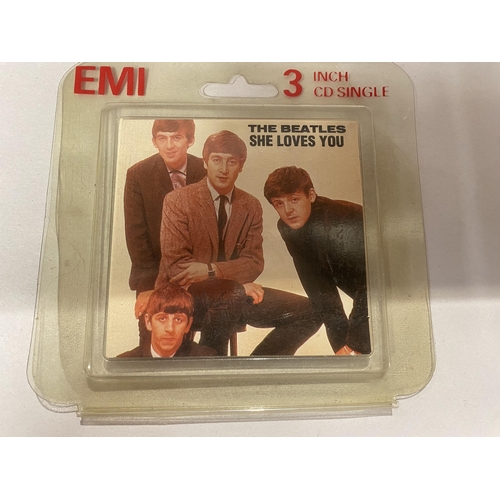 EMI
3 INCH
CD SINGLE
THE BEATLES
SHE LOVES YOU